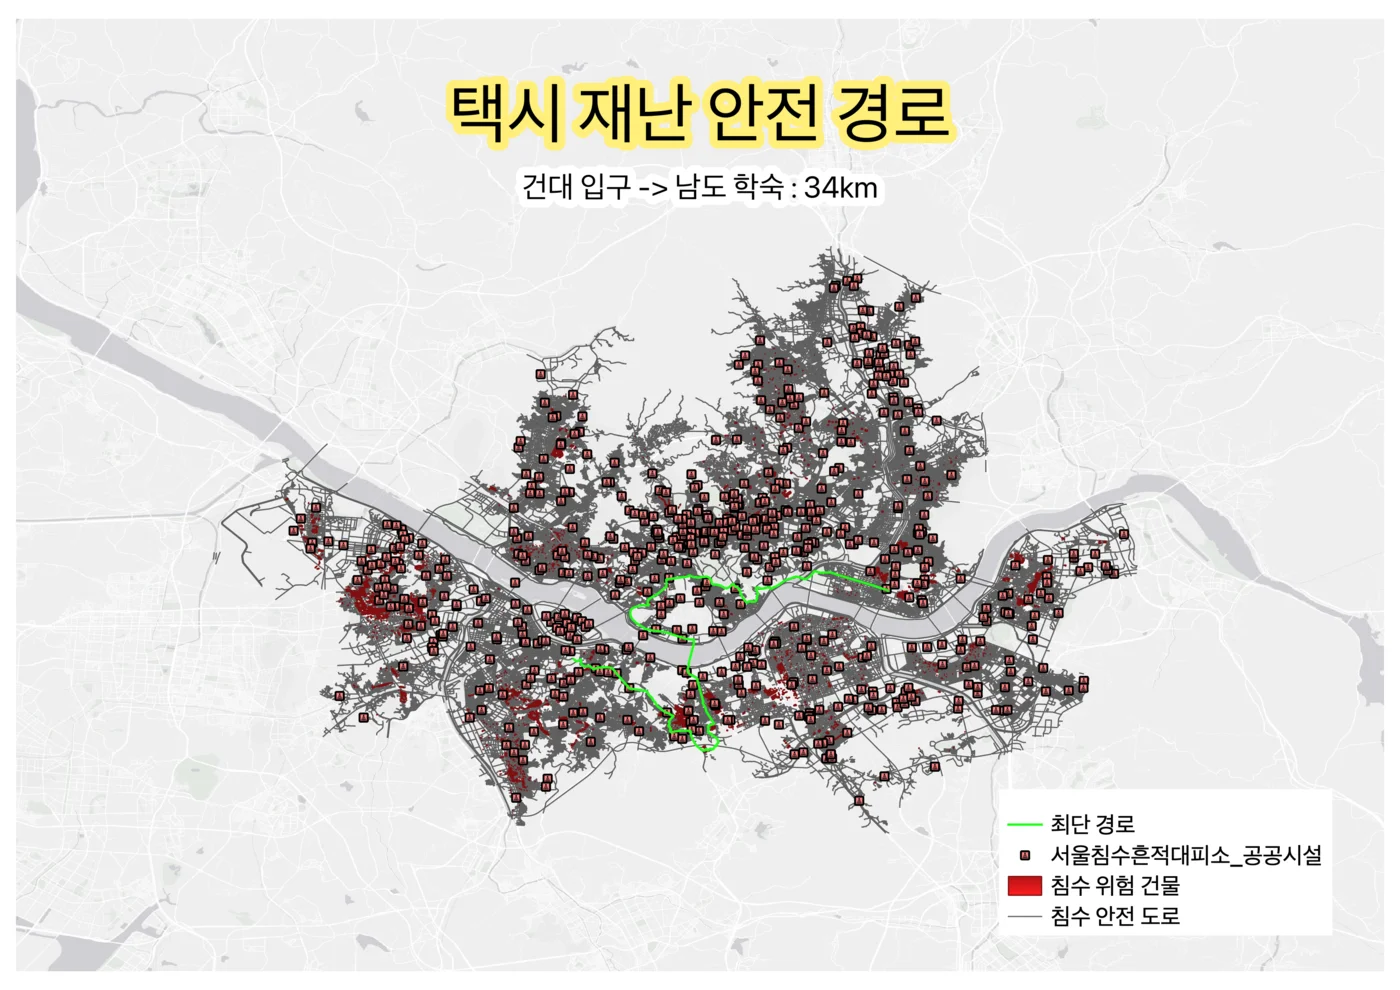 택시 재난 안전 경로
건대 입구 -> 남도 학숙 : 34km
최단 경로
서울침수흔적대피소_공공시설
침수 위험 건물
침수 안전 도로